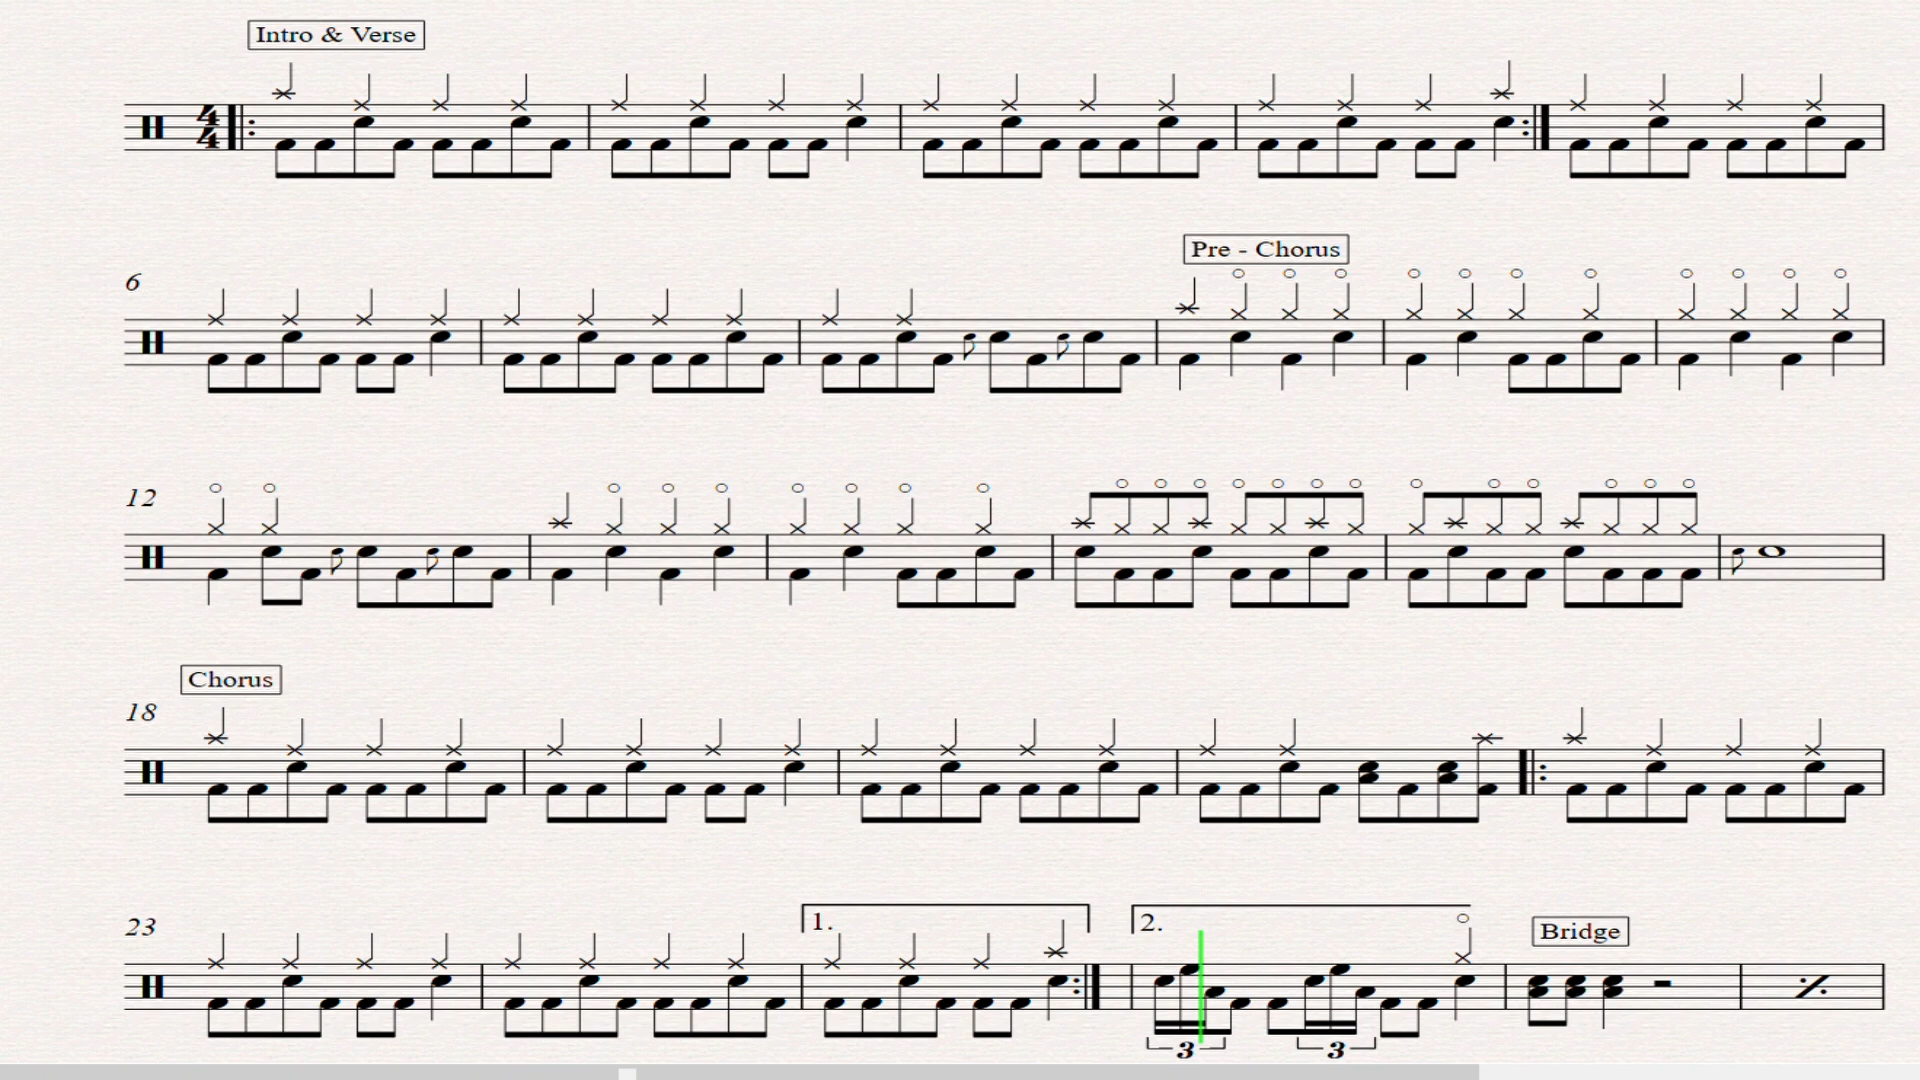 Intro & Verse
4
4
6
Pre - Chorus
12
Chorus
18
23
1.
2.
Bridge
3
3